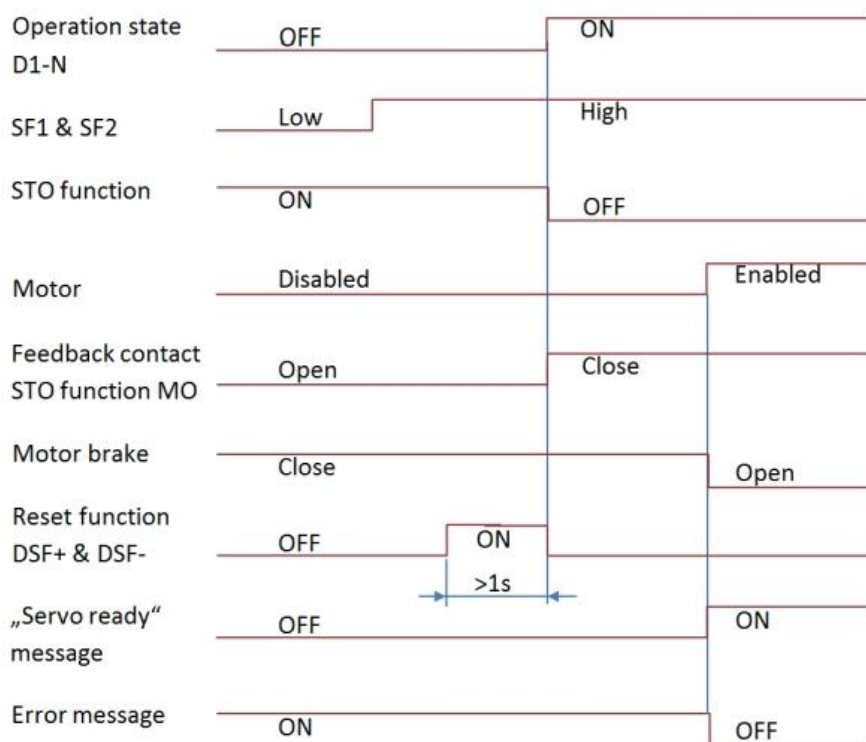 Operation state
D1-N
OFF
ON
SF1 & SF2
Low
High
STO function
ON
OFF
Motor
Disabled
Enabled
Feedback contact
STO function MO
Open
Close
Motor brake
Close
Open
Reset function
DSF+ & DSF-
OFF
ON
>1s
„Servo ready“
message
OFF
ON
Error message
ON
OFF